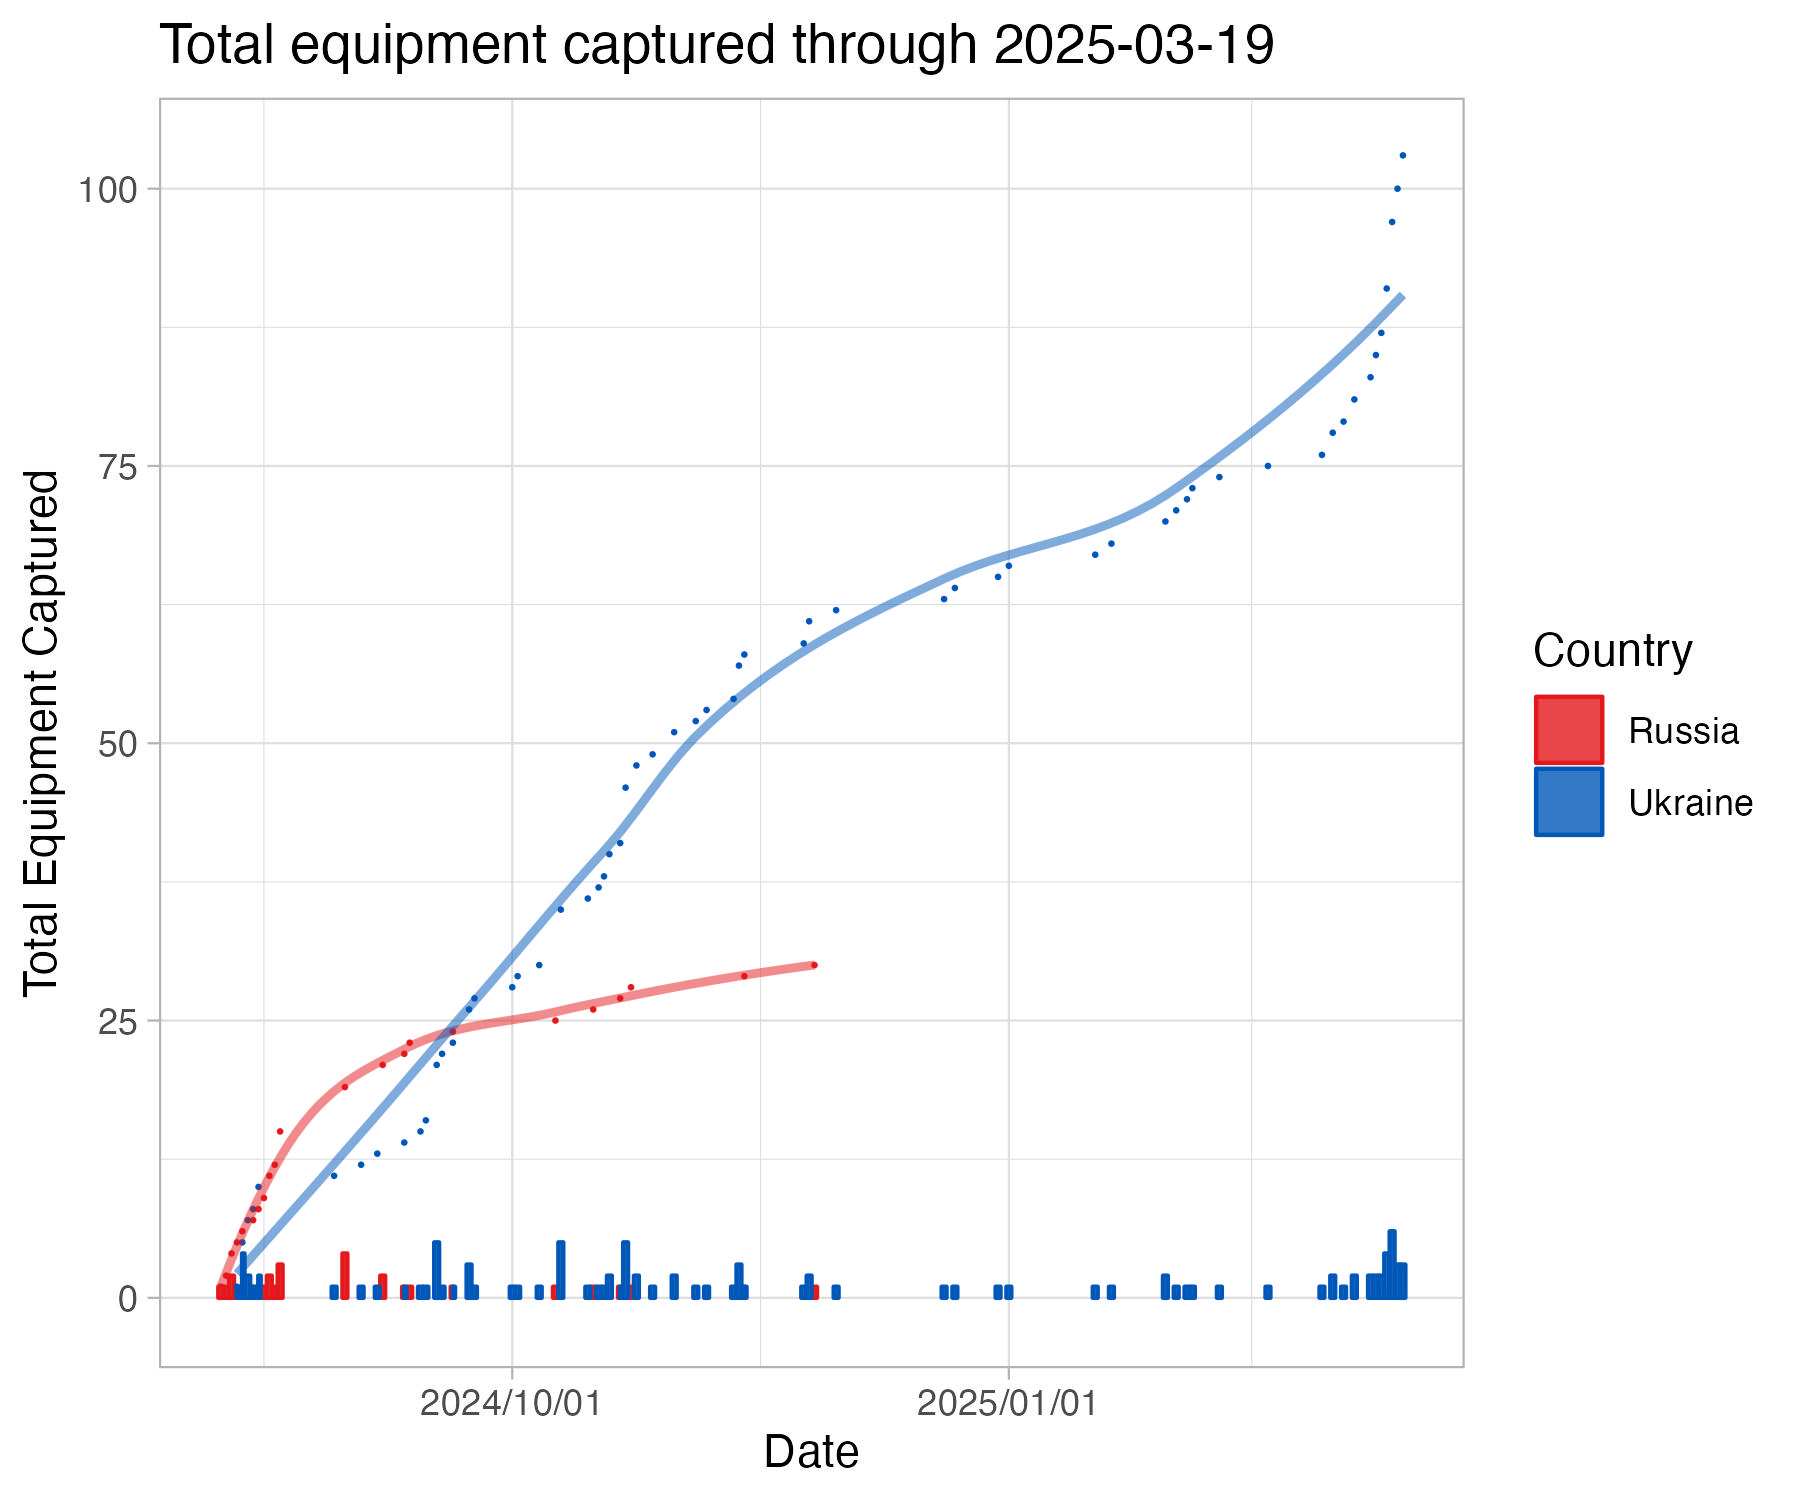 Total equipment captured through 2025-03-19
Total Equipment Captured
100
75
50
25
0
2024/10/01
2025/01/01
Date
Country
Russia
Ukraine